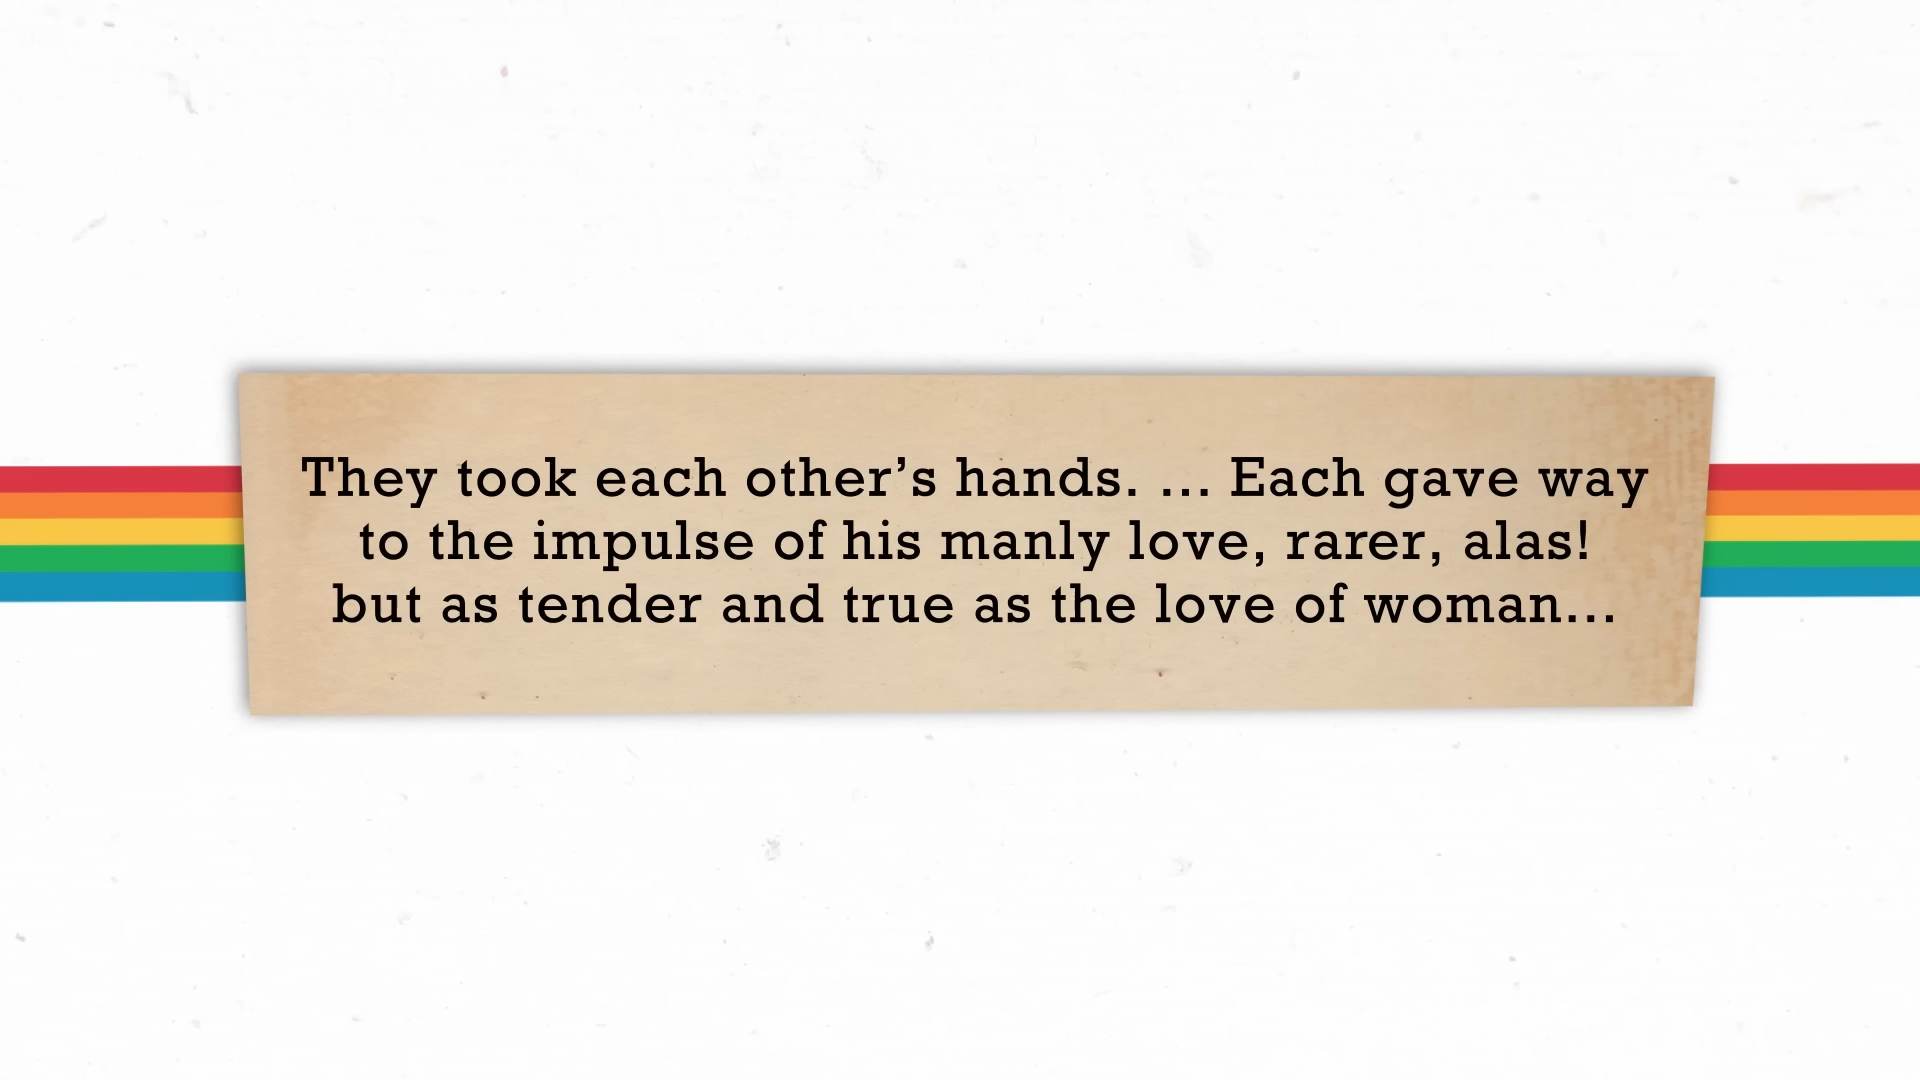 They took each other’s hands. ... Each gave way
to the impulse of his manly love, rarer, alas!
but as tender and true as the love of woman...